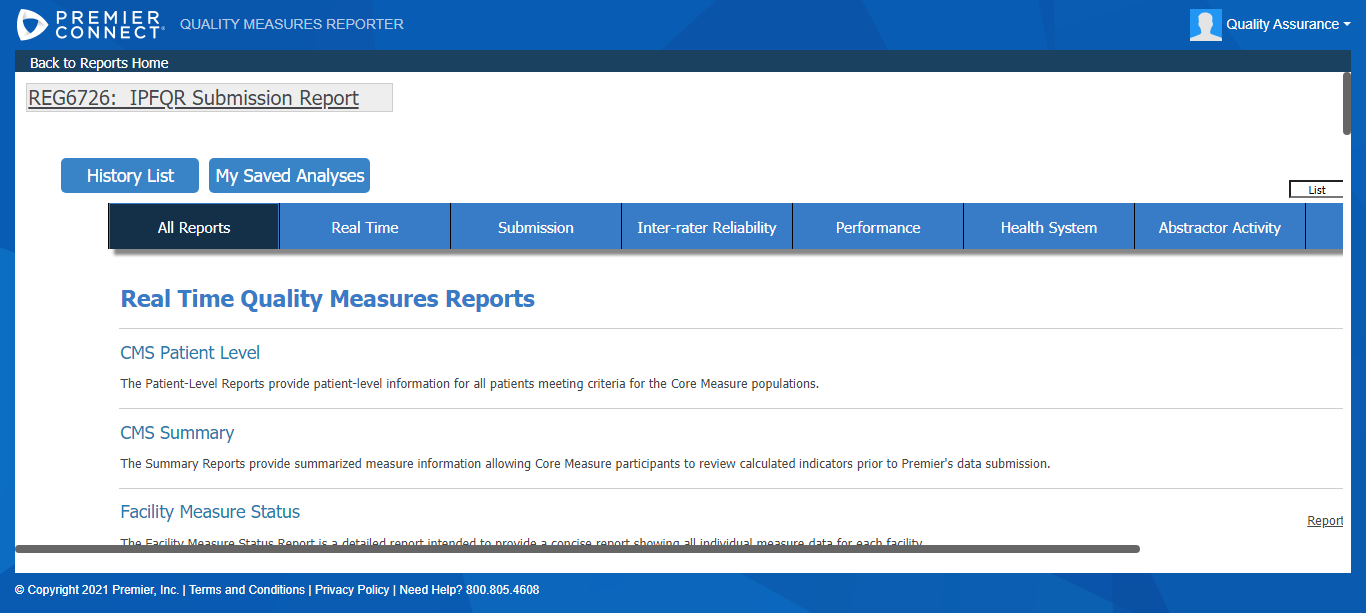 PREMIER CONNECT® QUALITY MEASURES REPORTER
Quality Assurance
Back to Reports Home
REG6726: IPFQR Submission Report
History List
My Saved Analyses
List
All Reports
Real Time
Submission
Inter-rater Reliability
Performance
Health System
Abstractor Activity
Real Time Quality Measures Reports
CMS Patient Level
The Patient-Level Reports provide patient-level information for all patients meeting criteria for the Core Measure populations.
CMS Summary
The Summary Reports provide summarized measure information allowing Core Measure participants to review calculated indicators prior to Premier's data submission.
Facility Measure Status
Report
The Facility Measure Status Report is a detailed report intended to provide a concise report showing all individual measure data for each facility.
© Copyright 2021 Premier, Inc. | Terms and Conditions | Privacy Policy | Need Help? 800.805.4608